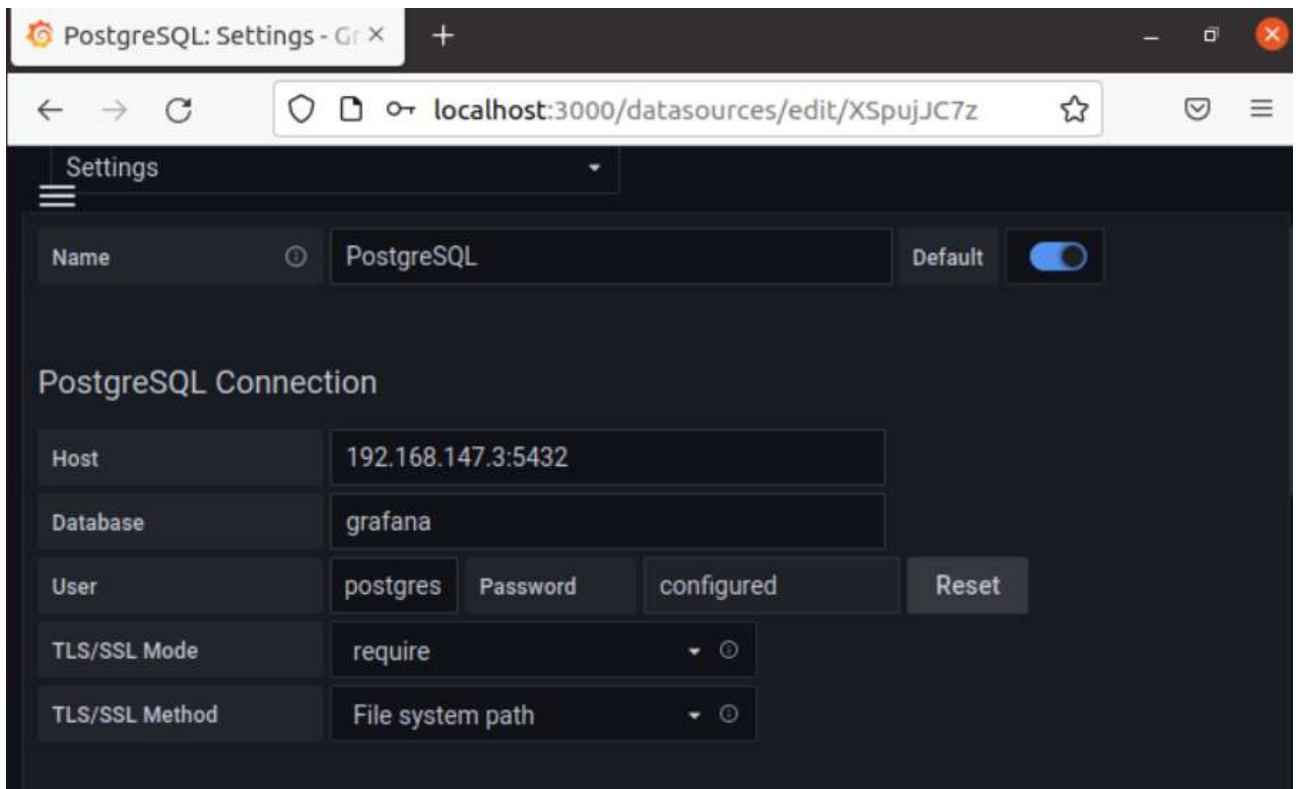 PostgreSQL: Settings - Gr
localhost:3000/datasources/edit/XSpujJC7z
Settings
Name PostgreSQL Default
PostgreSQL Connection
Host 192.168.147.3:5432
Database grafana
User postgres Password configured Reset
TLS/SSL Mode require
TLS/SSL Method File system path